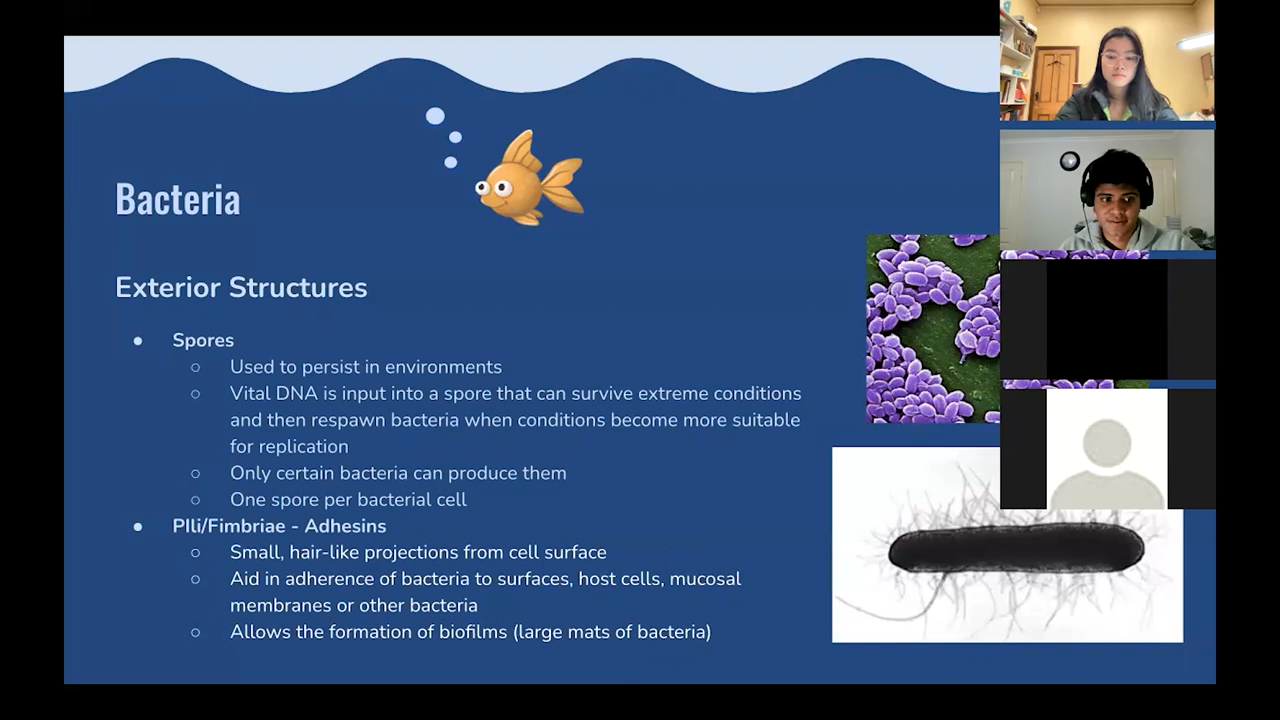 Bacteria
Exterior Structures
● Spores
○ Used to persist in environments
○ Vital DNA is input into a spore that can survive extreme conditions
and then respawn bacteria when conditions become more suitable
for replication
○ Only certain bacteria can produce them
○ One spore per bacterial cell
● PIli/Fimbriae - Adhesins
○ Small, hair-like projections from cell surface
○ Aid in adherence of bacteria to surfaces, host cells, mucosal
membranes or other bacteria
○ Allows the formation of biofilms (large mats of bacteria)